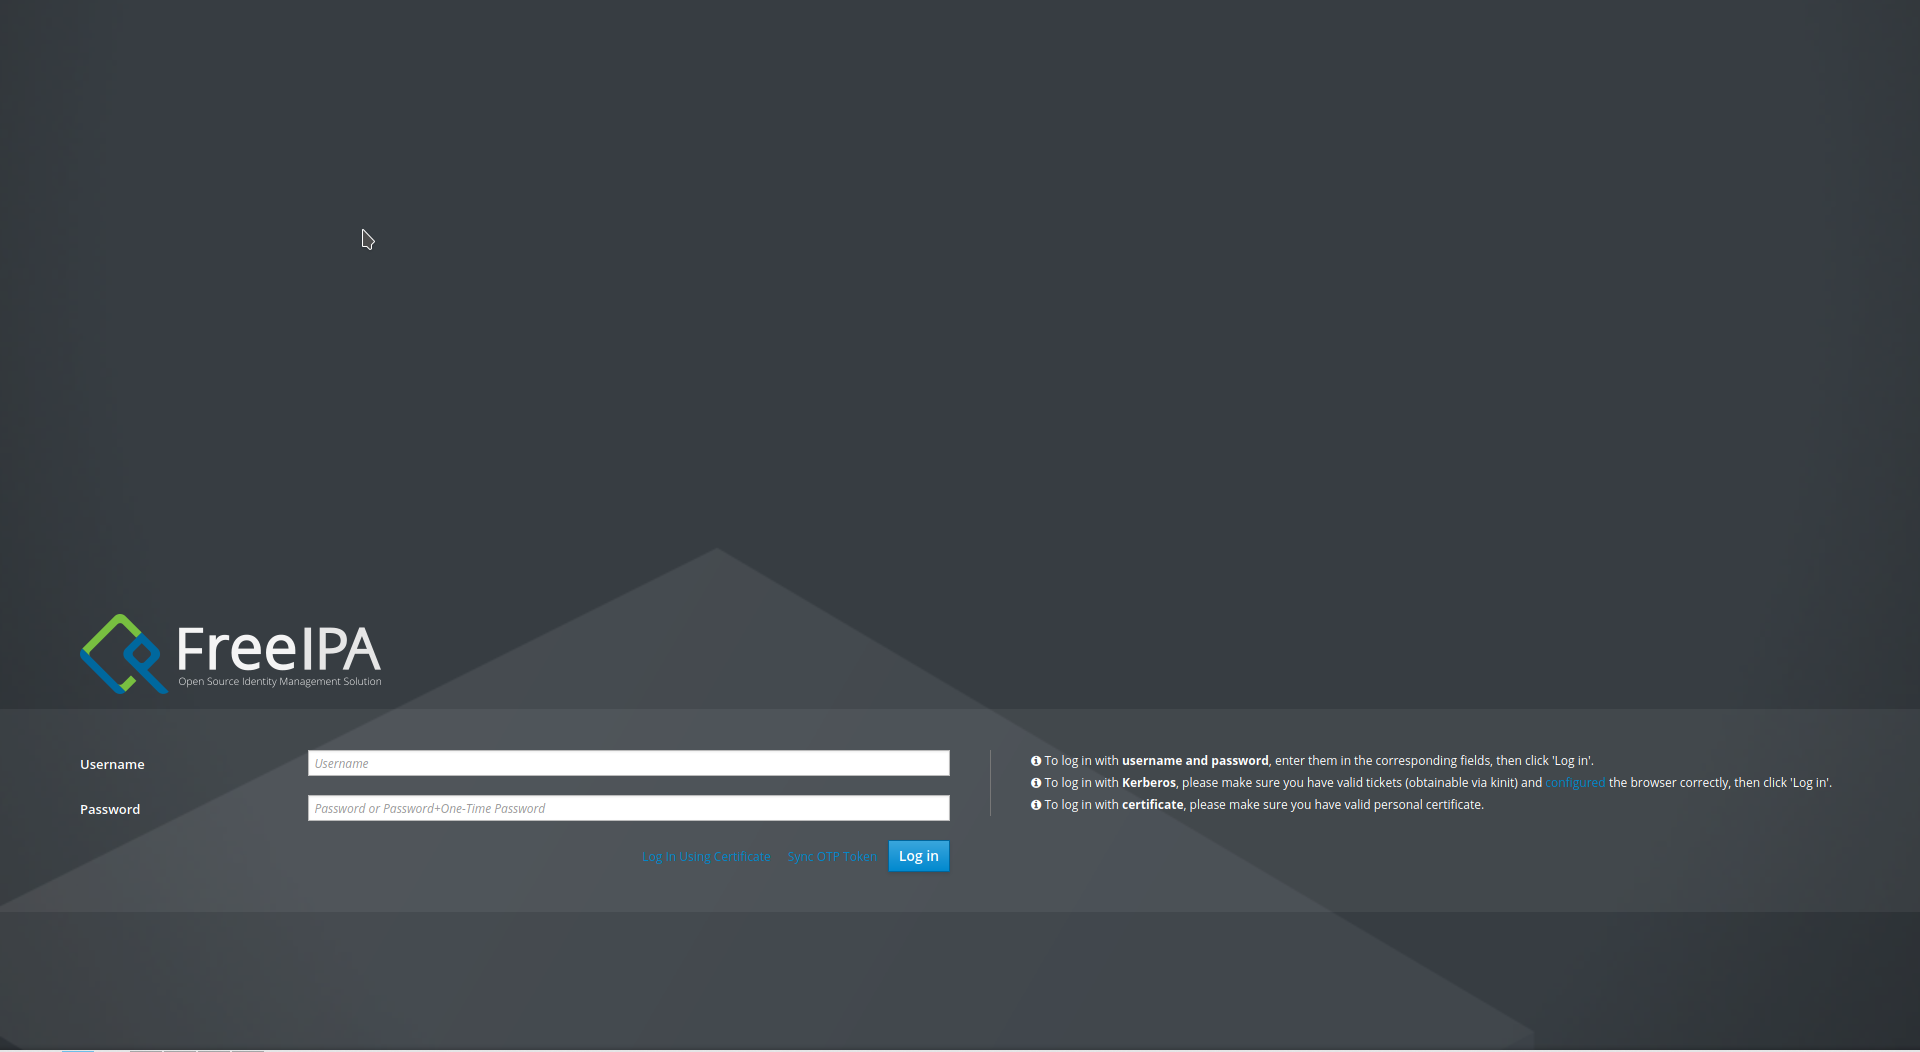 FreeIPA
Open Source Identity Management Solution
Username
Username
Password
Password or Password+One-Time Password
Log In Using Certificate
Sync OTP Token
Log in
To log in with username and password, enter them in the corresponding fields, then click 'Log in'.
To log in with Kerberos, please make sure you have valid tickets (obtainable via kinit) and configured the browser correctly, then click 'Log in'.
To log in with certificate, please make sure you have valid personal certificate.